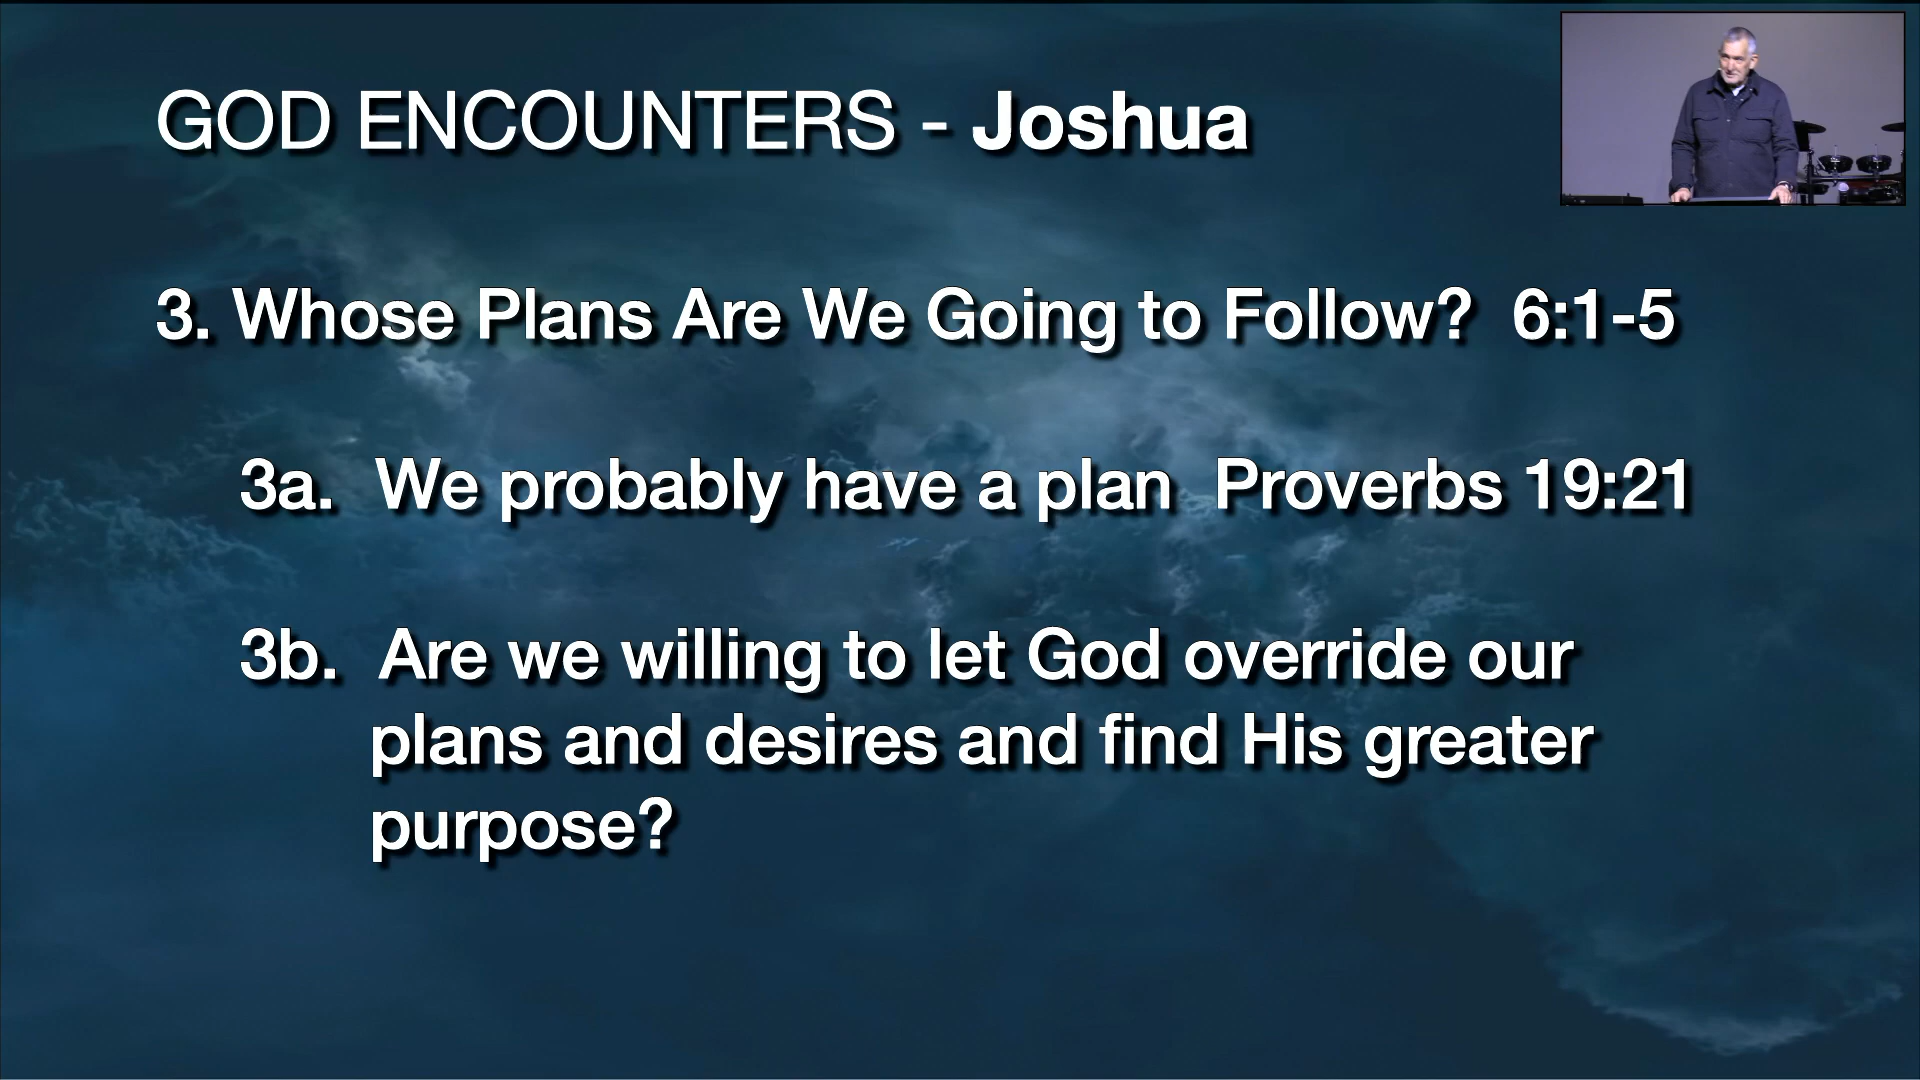 GOD ENCOUNTERS - Joshua
3. Whose Plans Are We Going to Follow? 6:1-5
3a. We probably have a plan Proverbs 19:21
3b. Are we willing to let God override our
plans and desires and find His greater
purpose?